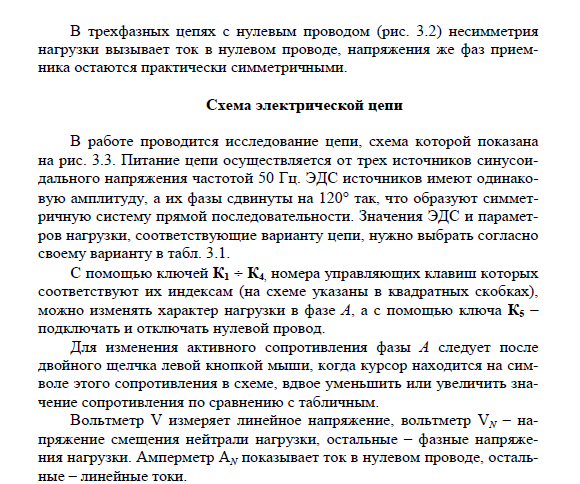 В трехфазных цепях с нулевым проводом (рис. 3.2) несимметрия
нагрузки вызывает ток в нулевом проводе, напряжения же фаз прием-
ника остаются практически симметричными.
Схема электрической цепи
В работе проводится исследование цепи, схема которой показана
на рис. 3.3. Питание цепи осуществляется от трех источников синусои-
дального напряжения частотой 50 Гц. ЭДС источников имеют одинако-
вую амплитуду, а их фазы сдвинуты на 120° так, что образуют симмет-
ричную систему прямой последовательности. Значения ЭДС и парамет-
ров нагрузки, соответствующие варианту цепи, нужно выбрать согласно
своему варианту в табл. 3.1.
С помощью ключей К1 ÷ К4, номера управляющих клавиш которых
соответствуют их индексам (на схеме указаны в квадратных скобках),
можно изменять характер нагрузки в фазе A, а с помощью ключа К5 –
подключать и отключать нулевой провод.
Для изменения активного сопротивления фазы A следует после
двойного щелчка левой кнопкой мыши, когда курсор находится на сим-
воле этого сопротивления в схеме, вдвое уменьшить или увеличить зна-
чение сопротивления по сравнению с табличным.
Вольтметр V измеряет линейное напряжение, вольтметр VN – на-
пряжение смещения нейтрали нагрузки, остальные – фазные напряже-
ния нагрузки. Амперметр AN показывает ток в нулевом проводе, осталь-
ные – линейные токи.